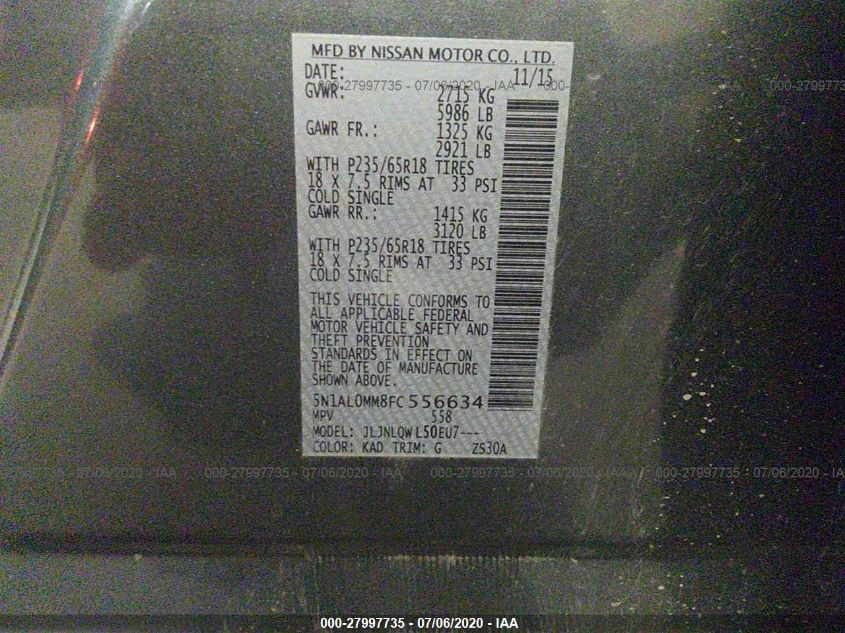 MFD BY NISSAN MOTOR CO., LTD.
DATE: 11/15
GVWR: 2715 KG
5986 LB
GAWR FR.: 1325 KG
2921 LB
WITH P235/65R18 TIRES
18 X 7.5 RIMS AT 33 PSI
COLD SINGLE
GAWR RR.: 1415 KG
3120 LB
WITH P235/65R18 TIRES
18 X 7.5 RIMS AT 33 PSI
COLD SINGLE
THIS VEHICLE CONFORMS TO
ALL APPLICABLE FEDERAL
MOTOR VEHICLE SAFETY AND
THEFT PREVENTION
STANDARDS IN EFFECT ON
THE DATE OF MANUFACTURE
SHOWN ABOVE.
5N1AL0MM8FC 556634
MPV 558
MODEL: JLJNLQW L50EU7---
COLOR: KAD TRIM: G ZS30A
000-27997735 - 07/06/2020 - IAA